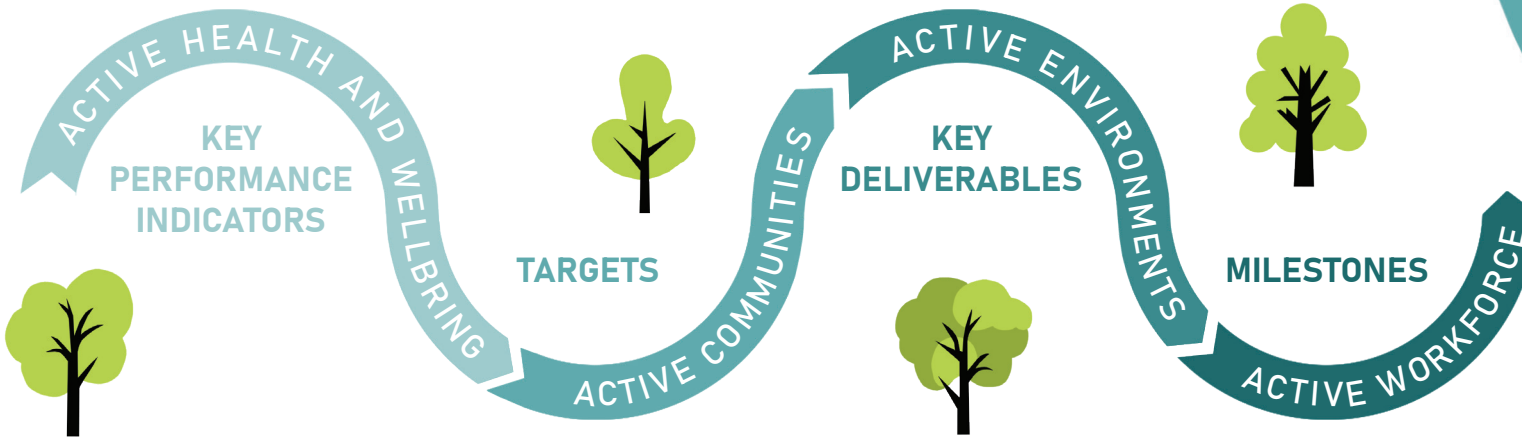 ACTIVE HEALTH AND WELLBRING
KEY
PERFORMANCE
INDICATORS
TARGETS
ACTIVE COMMUNITIES
ACTIVE ENVIRONMENTS
KEY
DELIVERABLES
MILESTONES
ACTIVE WORKFORCE